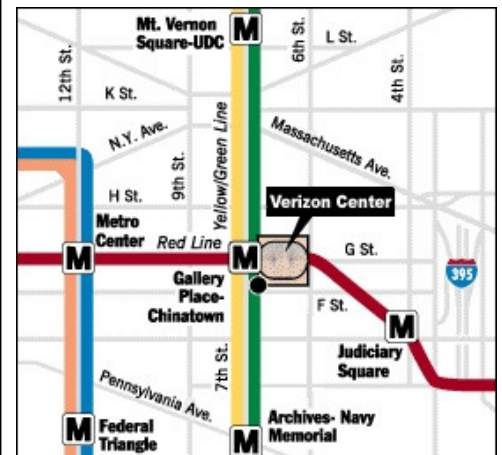 Mt. Vernon
Square-UDC
M
6th St.
L St.
12th St.
4th St.
K St.
N.Y. Ave.
Yellow/Green Line
Massachusetts Ave.
9th St.
H St.
Verizon Center
Metro
Center
Red Line
G St.
M
M
395
Gallery
Place-
Chinatown
F St.
M
Judiciary
Square
7th St.
Pennsylvania Ave.
M
Federal
Triangle
Archives- Navy
Memorial
M